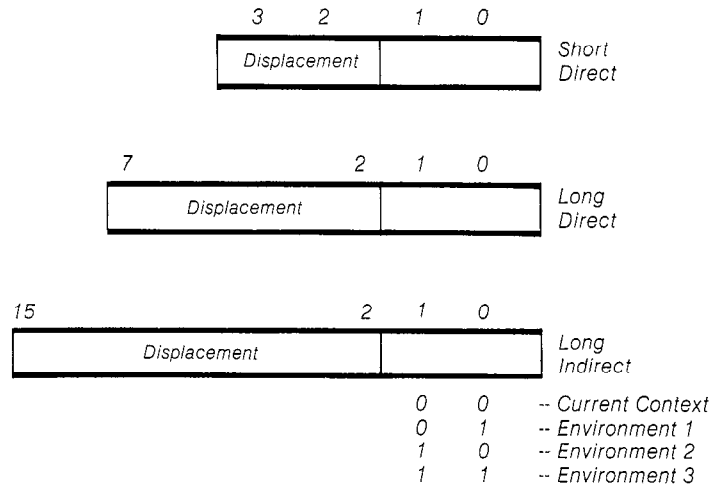 3 2 1 0
Displacement
Short
Direct
7 2 1 0
Displacement
Long
Direct
15 2 1 0
Displacement
Long
Indirect
0 0 -- Current Context
0 1 -- Environment 1
1 0 -- Environment 2
1 1 -- Environment 3